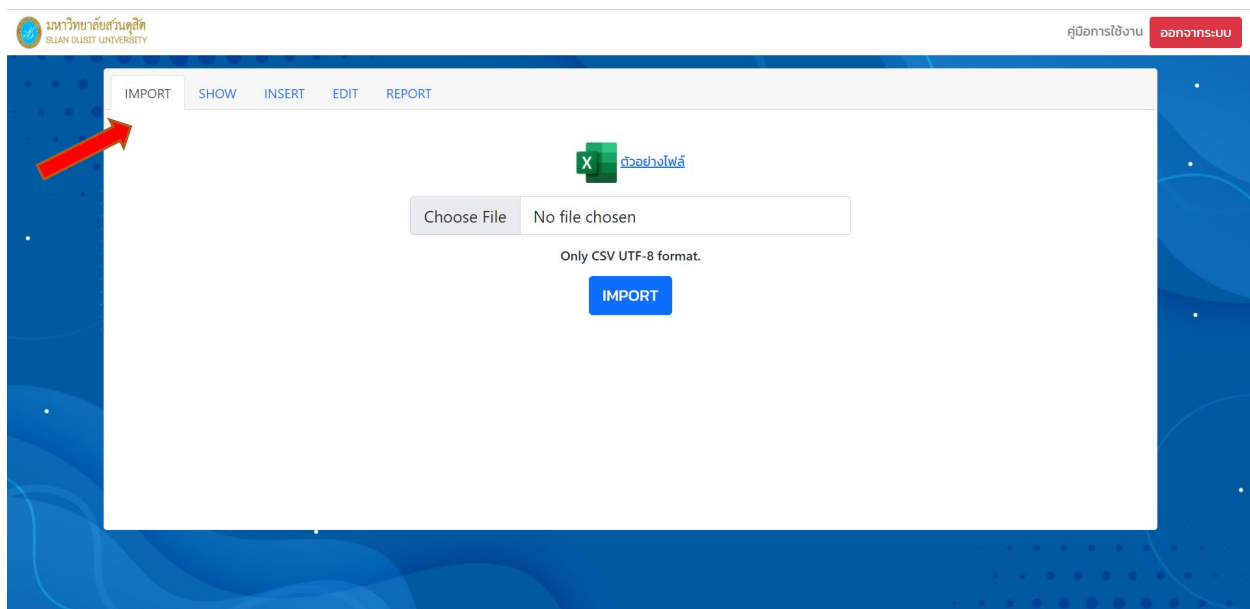 มหาวิทยาลัยสวนดุสิต
SUAN DUSIT UNIVERSITY
คู่มือการใช้งาน ออกจากระบบ
IMPORT SHOW INSERT EDIT REPORT
ตัวอย่างไฟล์
Choose File No file chosen
Only CSV UTF-8 format.
IMPORT